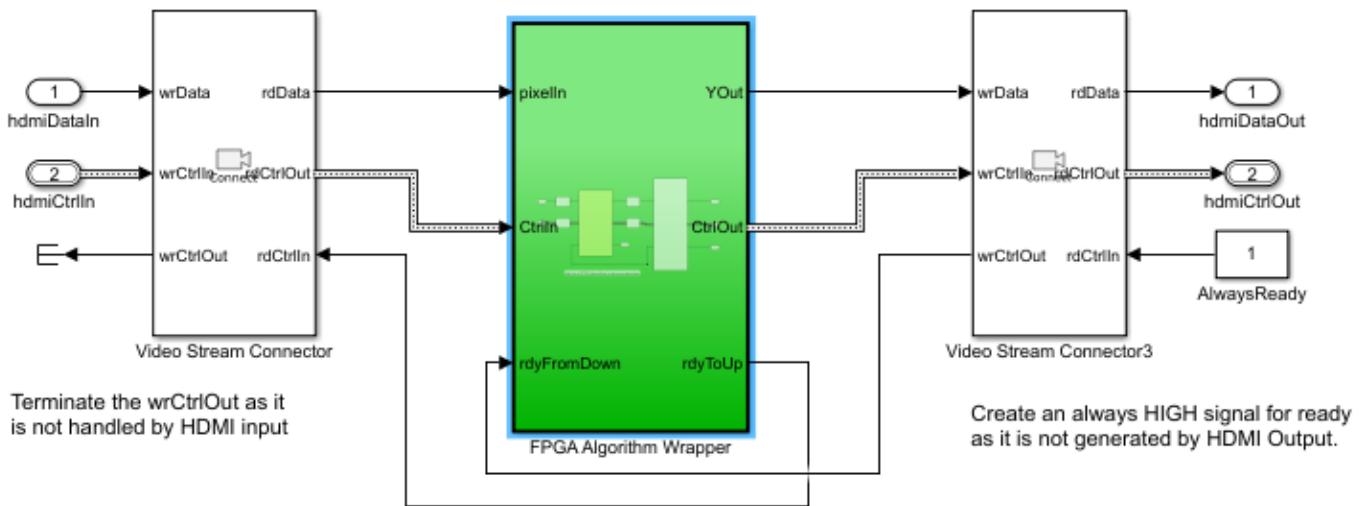 1
hdmiDataIn
2
hdmiCtrlIn
wrData
rdData
wrCtrlIn
Connect
rdCtrlOut
wrCtrlOut
rdCtrlIn
Video Stream Connector
Terminate the wrCtrlOut as it
is not handled by HDMI input
pixelIn
YOut
CtrlIn
CtrlOut
rdyFromDown
rdyToUp
FPGA Algorithm Wrapper
wrData
rdData
wrCtrlIn
Connect
rdCtrlOut
wrCtrlOut
rdCtrlIn
Video Stream Connector3
1
hdmiDataOut
2
hdmiCtrlOut
1
AlwaysReady
Create an always HIGH signal for ready
as it is not generated by HDMI Output.